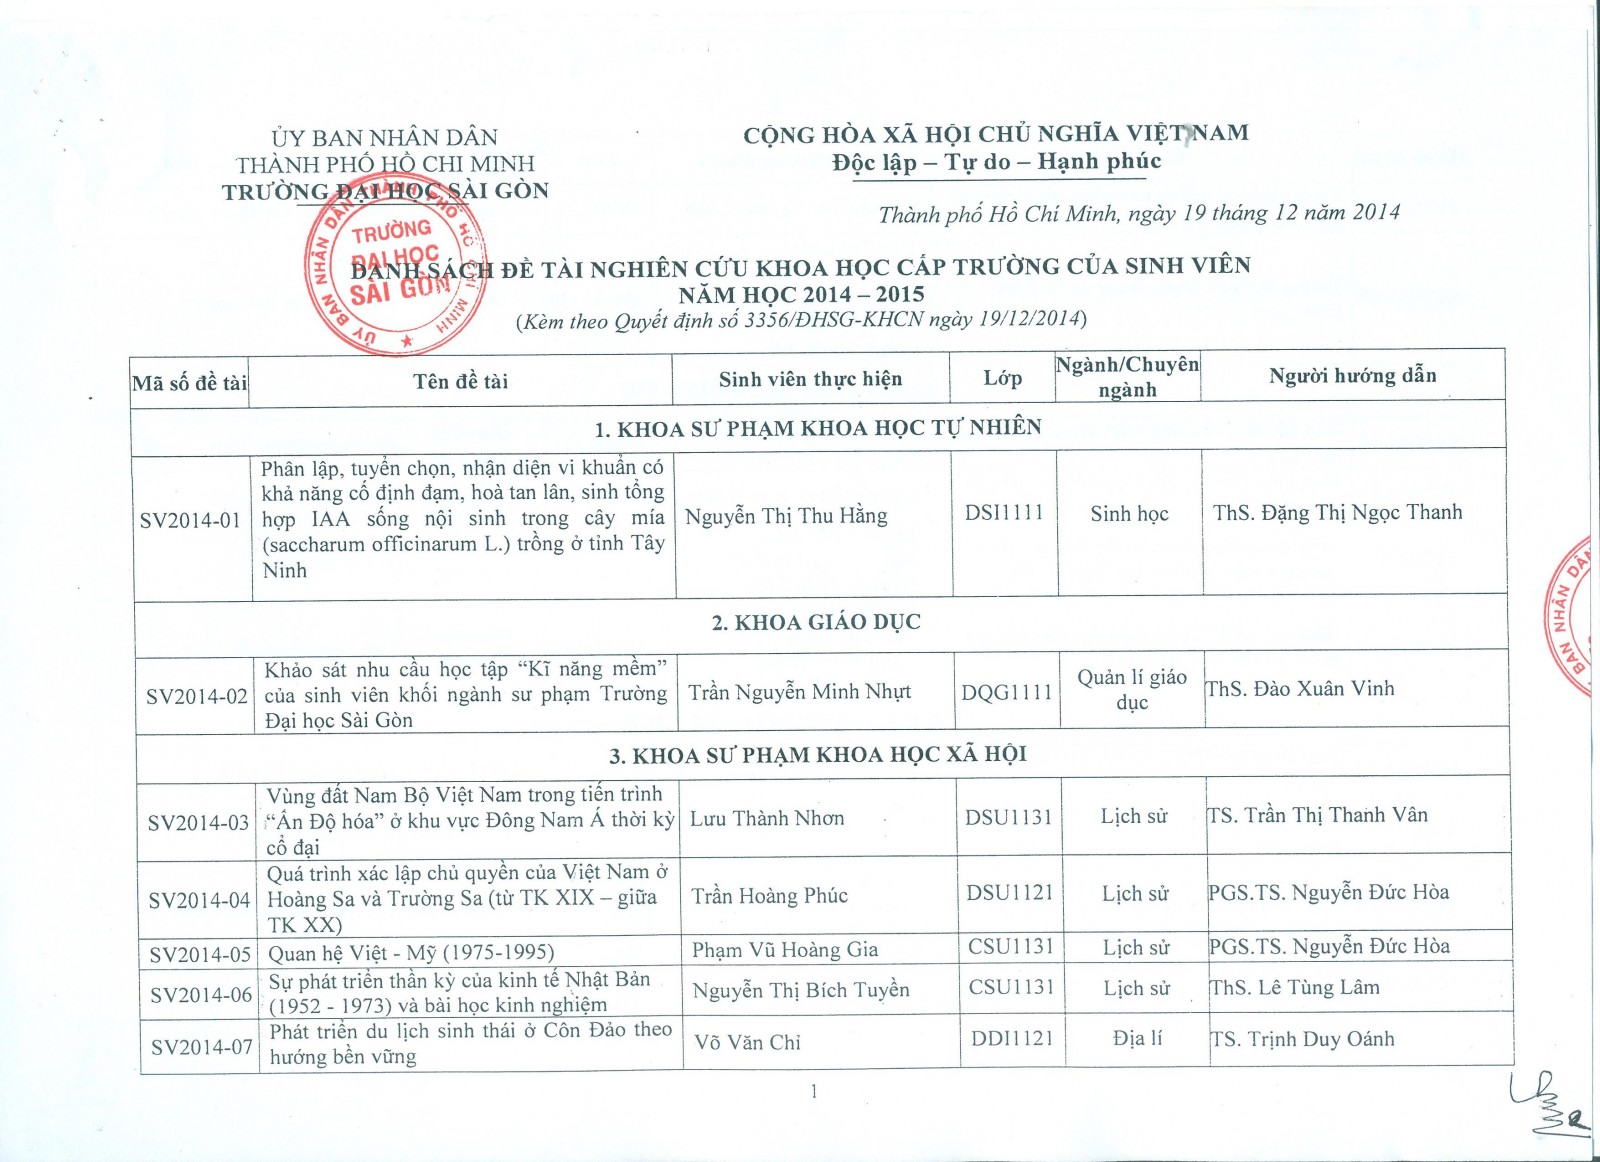 ỦY BAN NHÂN DÂN
THÀNH PHỐ HỒ CHI MINH
TRƯỜNG ĐẠI HỌC SÀI GÒN
CỘNG HÒA XÃ HỘI CHỦ NGHĨA VIỆT NAM
Độc lập – Tự do – Hạnh phúc
Thành phố Hồ Chí Minh, ngày 19 tháng 12 năm 2014
ỦY BAN NHÂN DÂN THÀNH PHỐ HỒ CHÍ MINH
TRƯỜNG
ĐẠI HỌC
SÀI GÒN
DANH SÁCH ĐỀ TÀI NGHIÊN CỨU KHOA HỌC CẤP TRƯỜNG CỦA SINH VIÊN
NĂM HỌC 2014 – 2015
(Kèm theo Quyết định số 3356/ĐHSG-KHCN ngày 19/12/2014)
Mã số đề tài
Tên đề tài
Sinh viên thực hiện
Lớp
Ngành/Chuyên
ngành
Người hướng dẫn
1. KHOA SƯ PHẠM KHOA HỌC TỰ NHIÊN
SV2014-01
Phân lập, tuyển chọn, nhận diện vi khuẩn có
khả năng cố định đạm, hoà tan lân, sinh tổng
hợp IAA sống nội sinh trong cây mía
(saccharum officinarum L.) trồng ở tỉnh Tây
Ninh
Nguyễn Thị Thu Hằng
DSI1111
Sinh học
ThS. Đặng Thị Ngọc Thanh
2. KHOA GIÁO DỤC
SV2014-02
Khảo sát nhu cầu học tập “Kĩ năng mềm”
của sinh viên khối ngành sư phạm Trường
Đại học Sài Gòn
Trần Nguyễn Minh Nhựt
DQG1111
Quản lí giáo
dục
ThS. Đào Xuân Vinh
3. KHOA SƯ PHẠM KHOA HỌC XÃ HỘI
SV2014-03
Vùng đất Nam Bộ Việt Nam trong tiến trình
“Ấn Độ hóa” ở khu vực Đông Nam Á thời kỳ
cổ đại
Lưu Thành Nhơn
DSU1131
Lịch sử
TS. Trần Thị Thanh Vân
SV2014-04
Quá trình xác lập chủ quyền của Việt Nam ở
Hoàng Sa và Trường Sa (từ TK XIX – giữa
TK XX)
Trần Hoàng Phúc
DSU1121
Lịch sử
PGS.TS. Nguyễn Đức Hòa
SV2014-05
Quan hệ Việt - Mỹ (1975-1995)
Phạm Vũ Hoàng Gia
CSU1131
Lịch sử
PGS.TS. Nguyễn Đức Hòa
SV2014-06
Sự phát triển thần kỳ của kinh tế Nhật Bản
(1952 - 1973) và bài học kinh nghiệm
Nguyễn Thị Bích Tuyền
CSU1131
Lịch sử
ThS. Lê Tùng Lâm
SV2014-07
Phát triển du lịch sinh thái ở Côn Đảo theo
hướng bền vững
Võ Văn Chỉ
DDI1121
Địa lí
TS. Trịnh Duy Oánh
BAN NHÂN DÂN
1